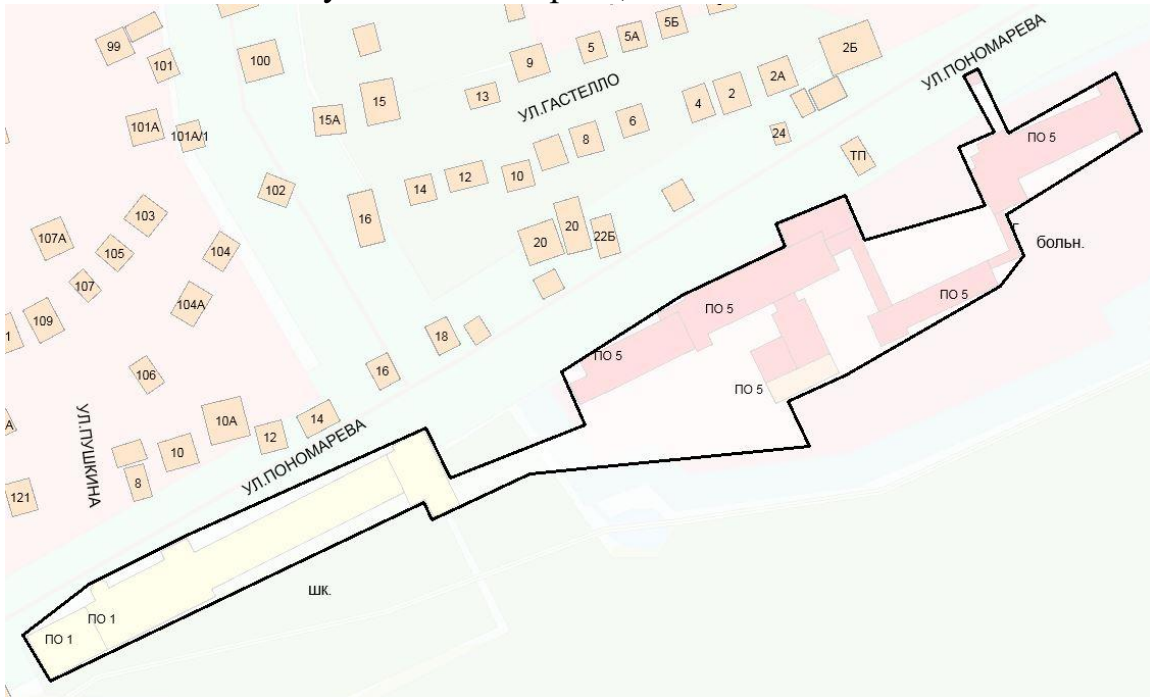 99
101
100
9
5
5А
5Б
2Б
УЛ.ПОНОМАРЕВА
13
15
15А
УЛ.ГАСТЕЛЛО
4
2
2А
101А
101А/1
8
6
24
ТП
ПО 5
14
12
10
102
16
103
107А
105
104
20
20
22Б
больн.
107
104А
109
1
ПО 5
ПО 5
18
ПО 5
16
106
ПО 5
УЛ.ПУШКИНА
10А
14
12
10
8
УЛ.ПОНОМАРЕВА
121
шк.
ПО 1
ПО 1